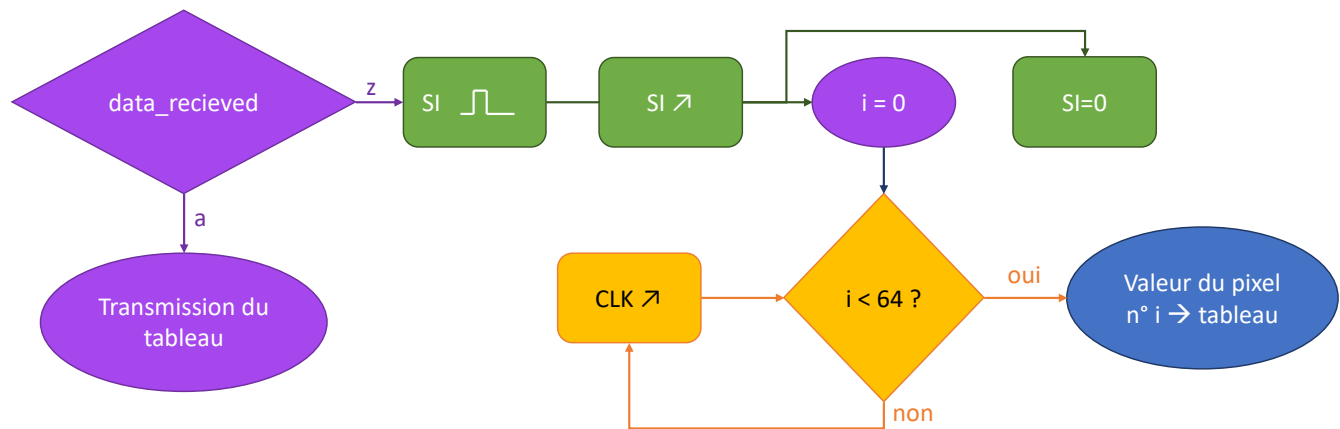 data_recieved
z
SI
SI ↗
i = 0
SI=0
a
Transmission du
tableau
CLK ↗
i < 64 ?
oui
Valeur du pixel
n° i → tableau
non